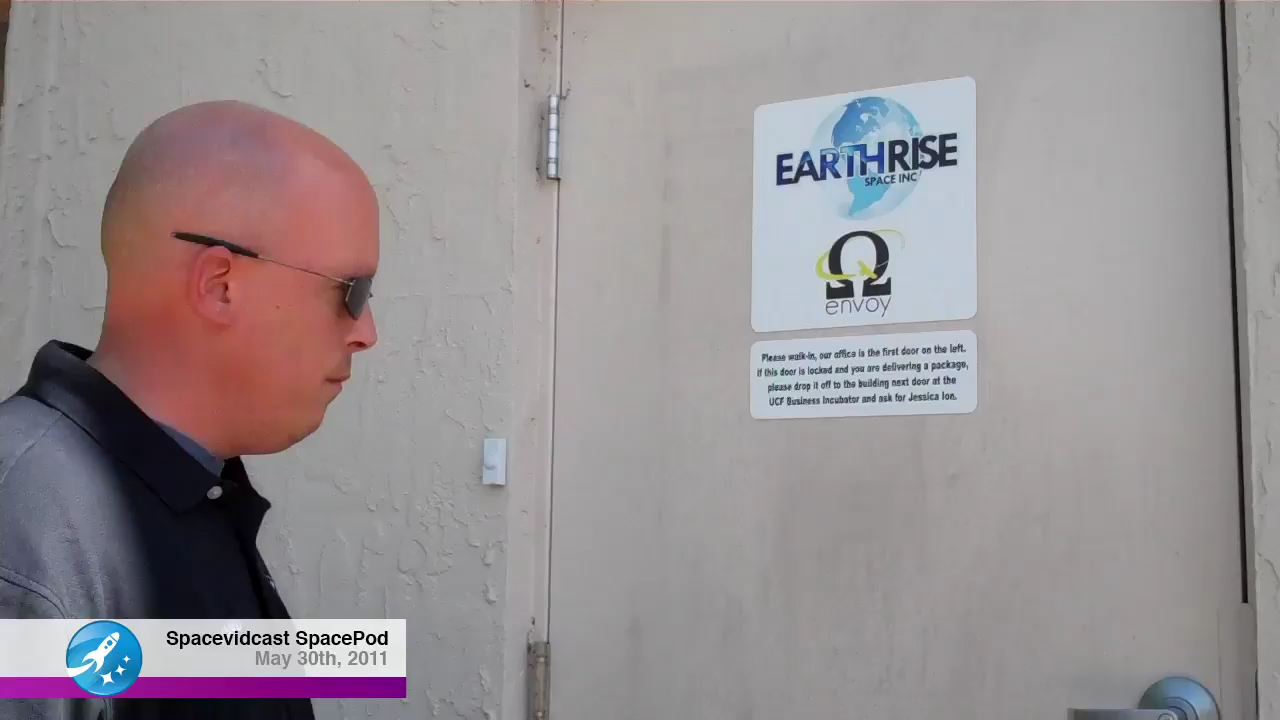 EARTHRISE
SPACE INC
Ω
envoy
Please walk-in, our office is the first door on the left.
If this door is locked and you are delivering a package,
please drop it off to the building next door at the
UCF Business Incubator and ask for Jessica Ion.
Spacevidcast SpacePod
May 30th, 2011